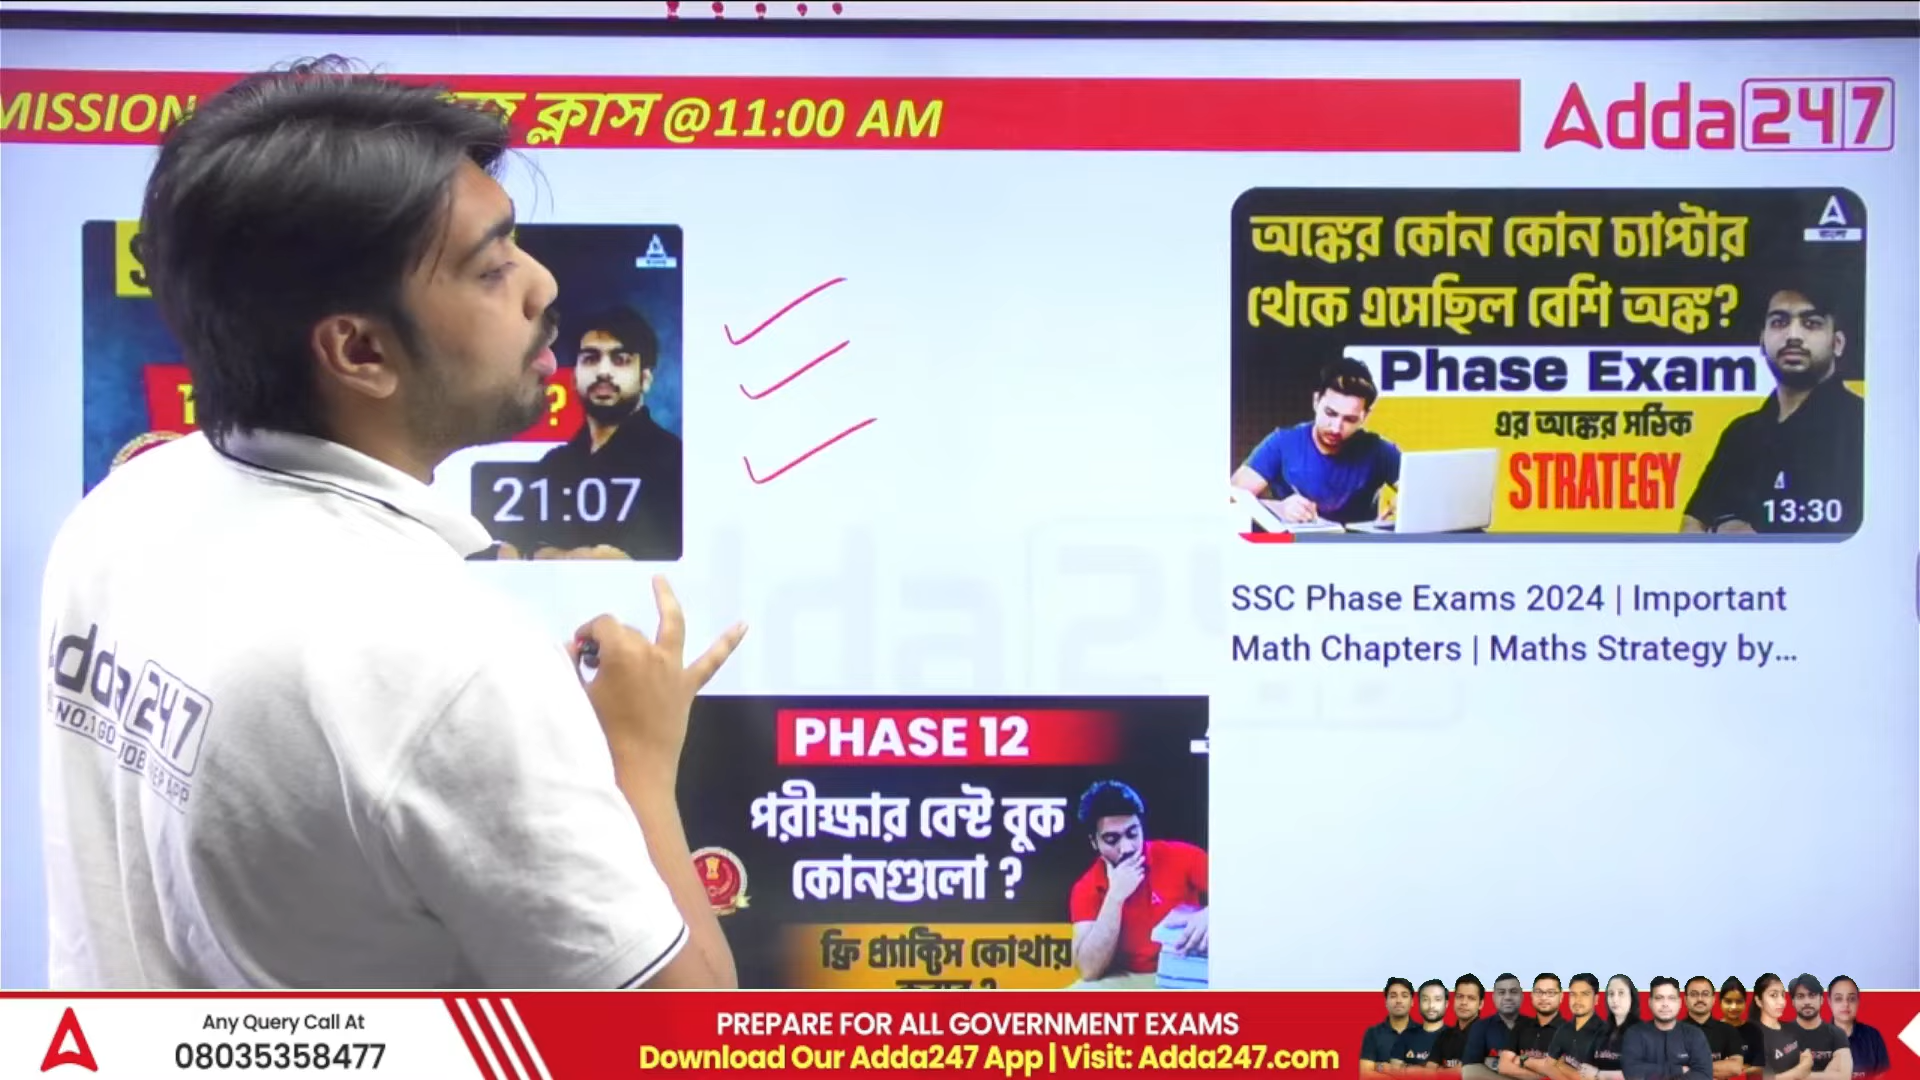 MISSION
ক্লাস @11:00 AM
Adda247
21:07
অঙ্কের কোন কোন চ্যাপ্টার
থেকে এসেছিল বেশি অঙ্ক?
Phase Exam
এর অঙ্কের সঠিক
STRATEGY
13:30
SSC Phase Exams 2024 | Important
Math Chapters | Maths Strategy by...
PHASE 12
পরীক্ষার বেস্ট বুক
কোনগুলো ?
ফ্রি প্র্যাক্টিস কোথায়
Any Query Call At
08035358477
PREPARE FOR ALL GOVERNMENT EXAMS
Download Our Adda247 App | Visit: Adda247.com